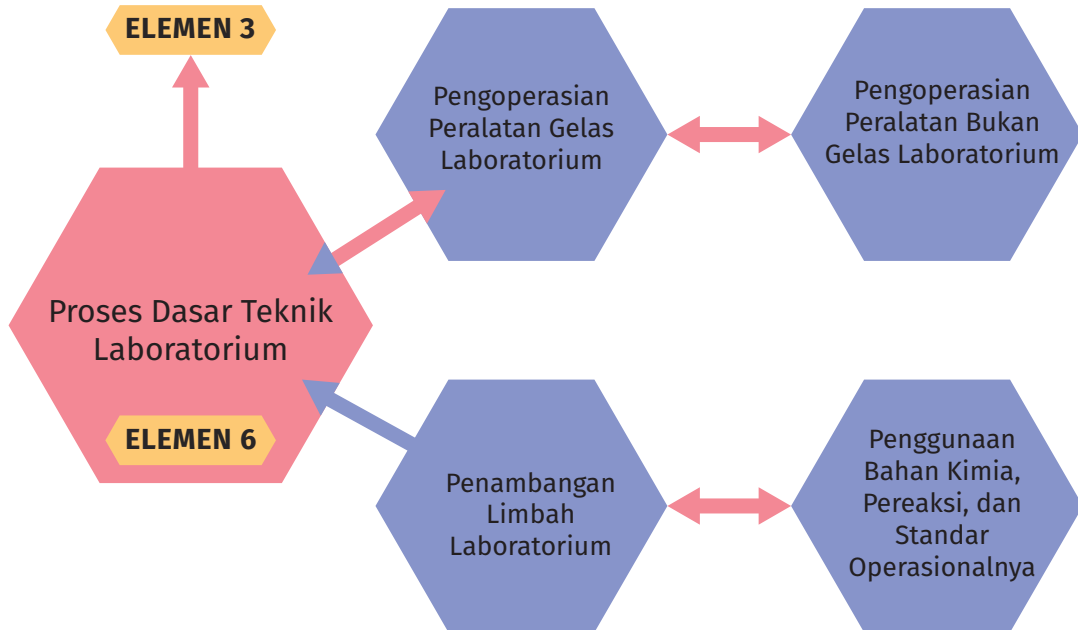 ELEMEN 3
Pengoperasian
Peralatan Gelas
Laboratorium
Pengoperasian
Peralatan Bukan
Gelas Laboratorium
Proses Dasar Teknik
Laboratorium
ELEMEN 6
Penambangan
Limbah
Laboratorium
Penggunaan
Bahan Kimia,
Pereaksi, dan
Standar
Operasionalnya